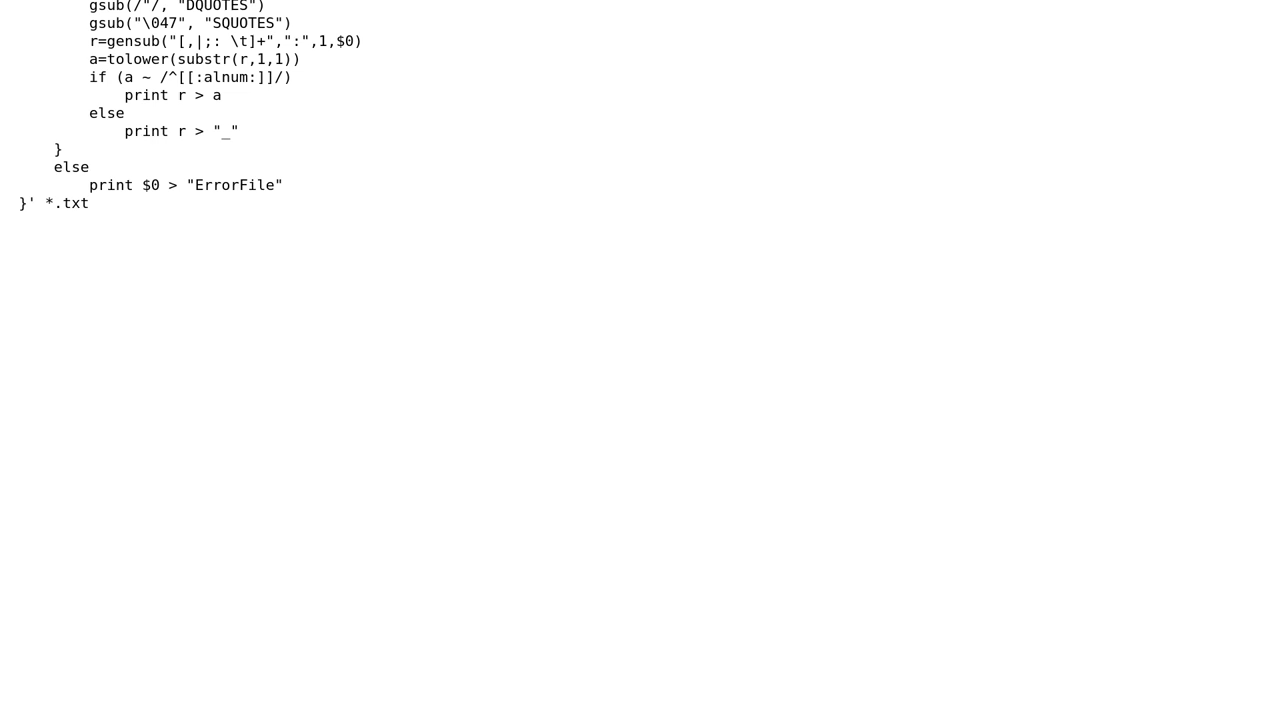 gsub(/"/, "DQUOTES")
gsub("\047", "SQUOTES")
r=gensub("[,|;: \t]+",":",1,$0)
a=tolower(substr(r,1,1))
if (a ~ /^[[:alnum:]]/)
print r > a
else
print r > "_"
}
else
print $0 > "ErrorFile"
}' *.txt